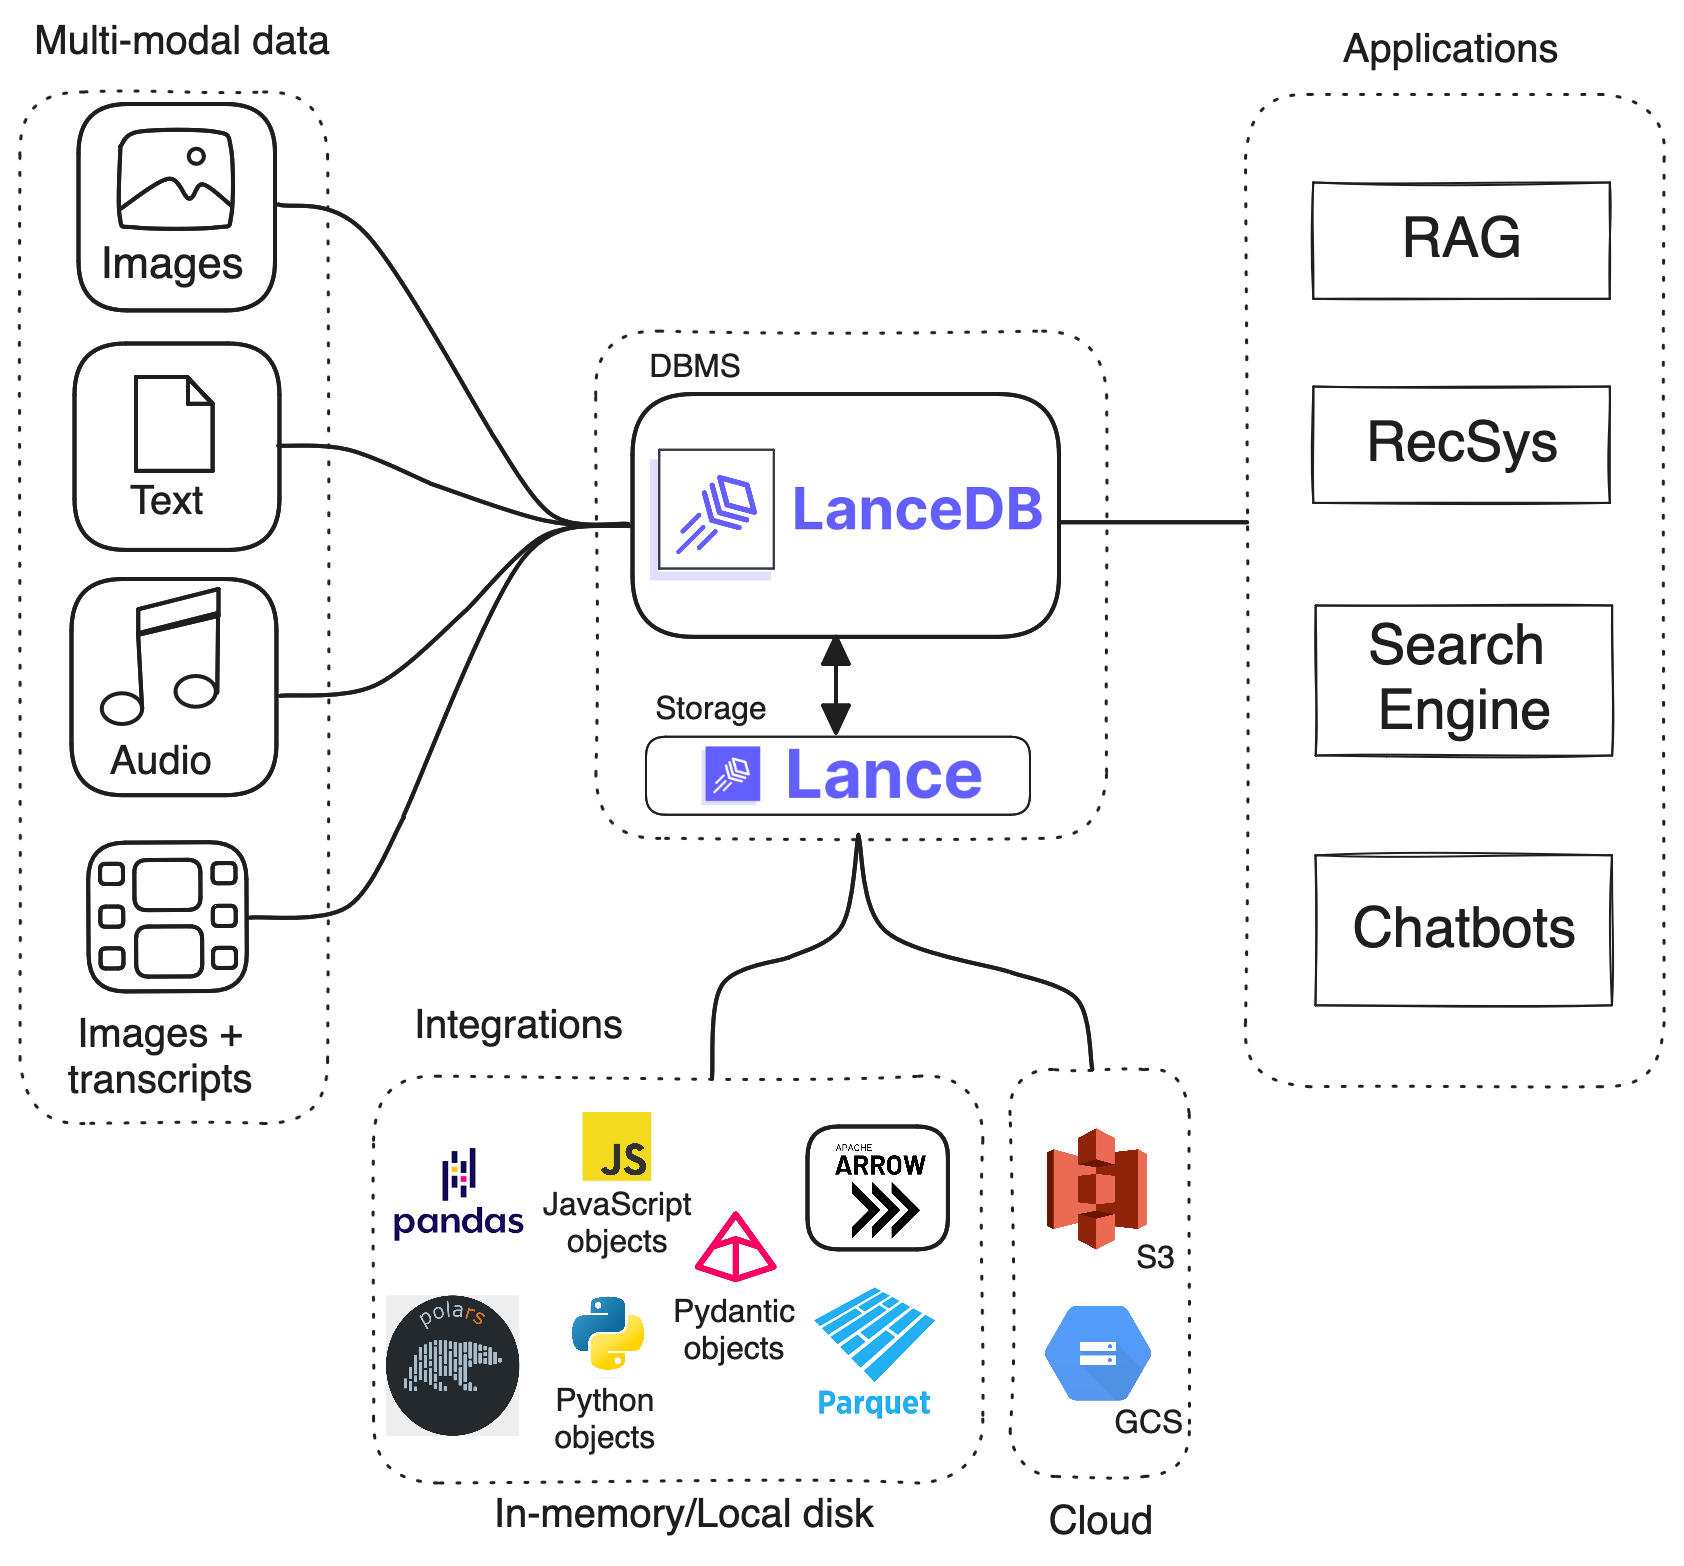 Multi-modal data
Images
Text
Audio
Images +
transcripts
DBMS
LanceDB
Storage
Lance
Applications
RAG
RecSys
Search
Engine
Chatbots
Integrations
pandas
JS
JavaScript
objects
APACHE
ARROW
polars
Python
objects
Pydantic
objects
Parquet
In-memory/Local disk
S3
GCS
Cloud